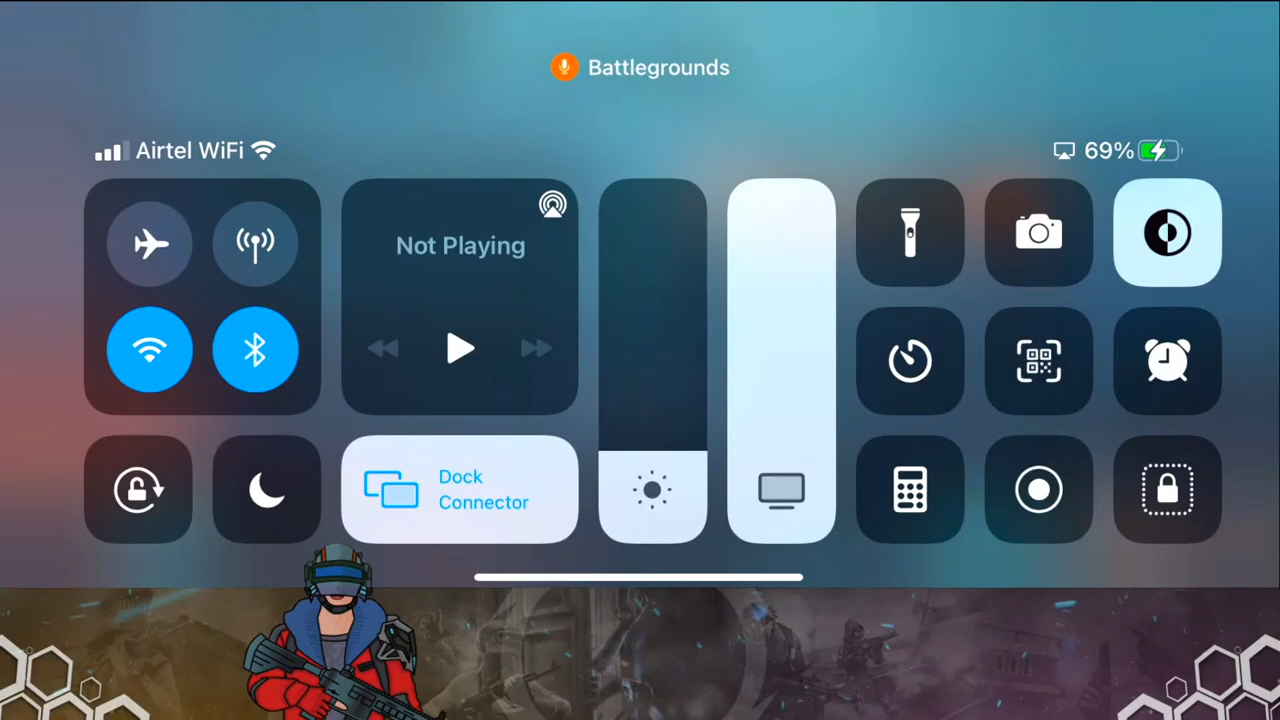 Battlegrounds
Airtel WiFi
69%
Not Playing
Dock
Connector